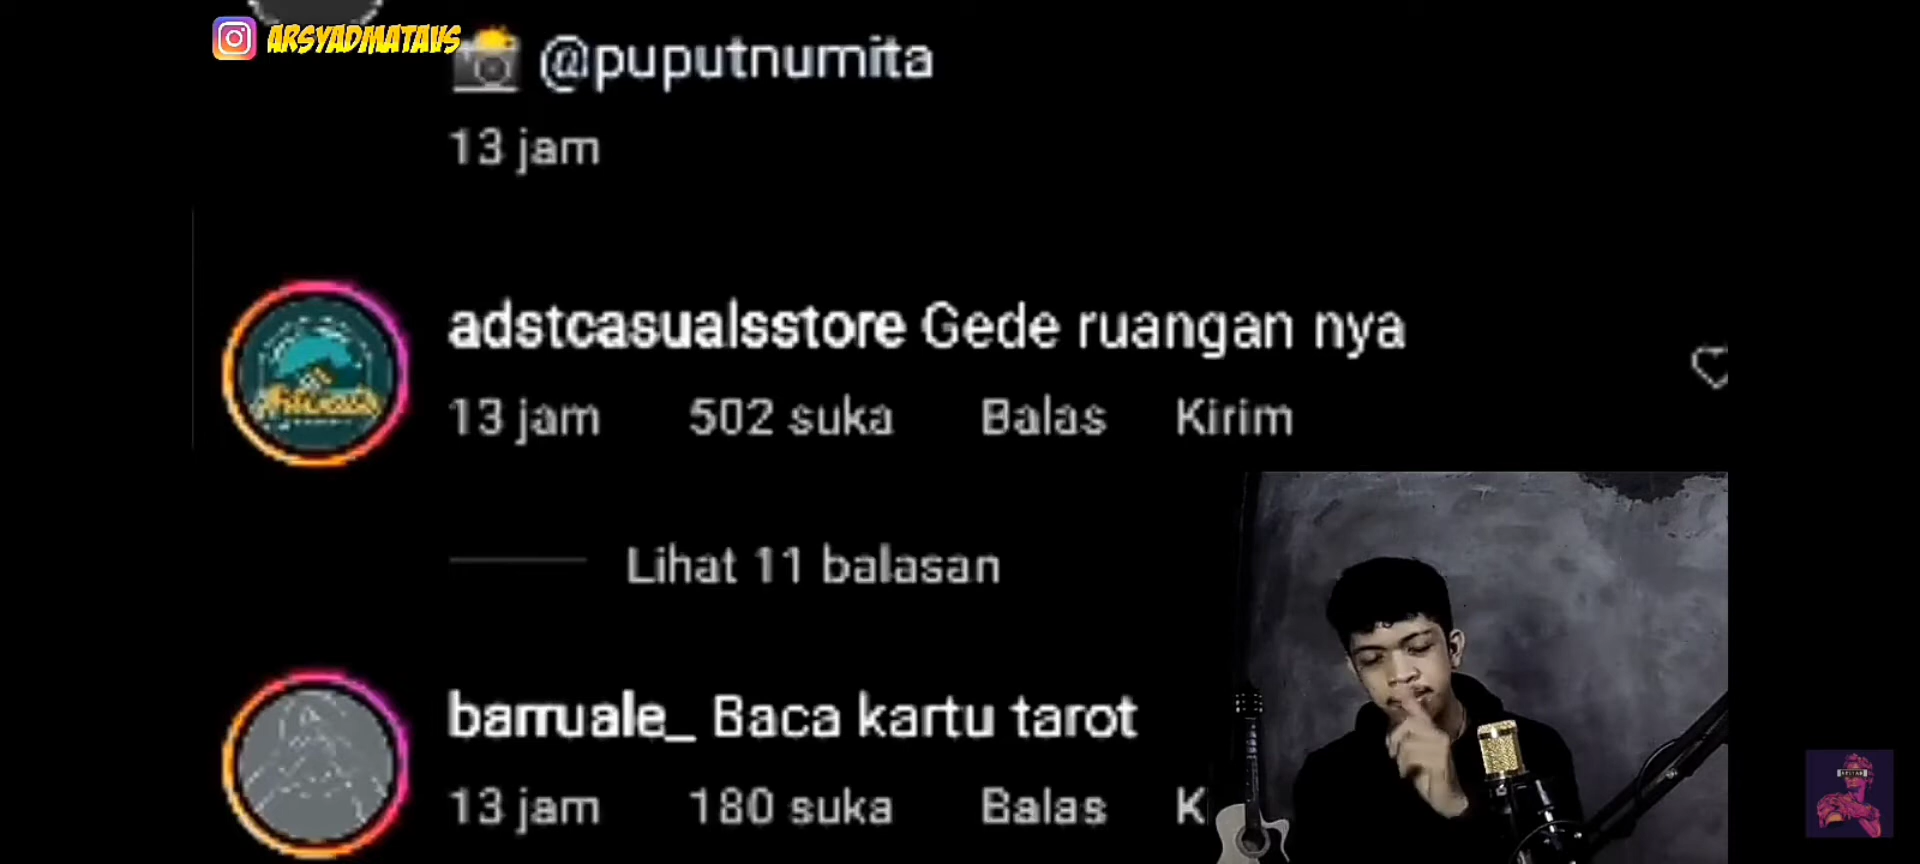 ARSYADMATAVS
@puputnumita
13 jam
adstcasualsstore Gede ruangan nya
13 jam 502 suka Balas Kirim
Lihat 11 balasan
barruale_ Baca kartu tarot
13 jam 180 suka Balas K
ARSYAD